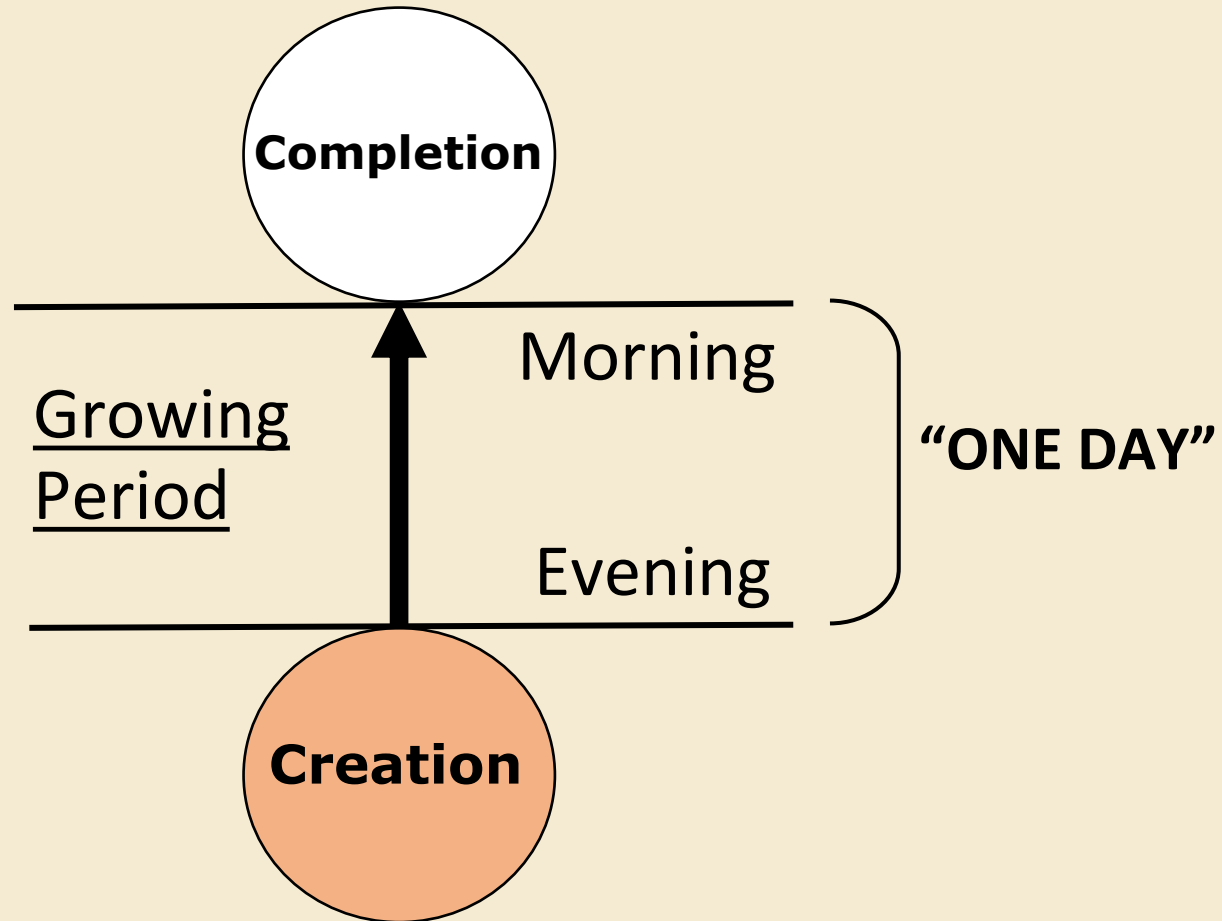 Completion
Morning
Growing
Period
“ONE DAY”
Evening
Creation